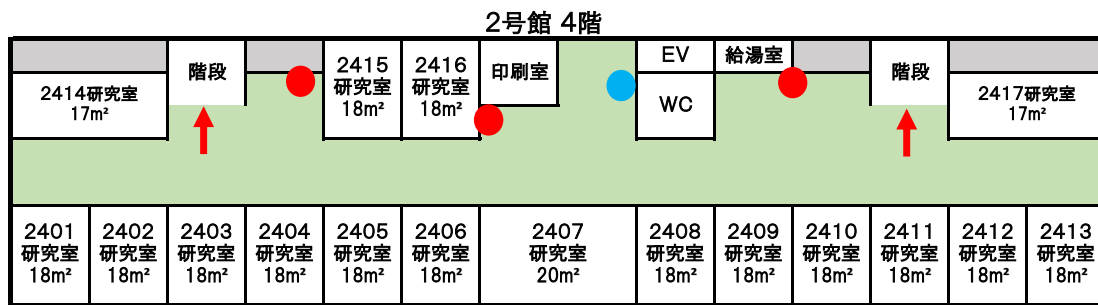 2号館 4階
2414研究室
17m²
階段
2415
研究室
18m²
2416
研究室
18m²
印刷室
EV
WC
給湯室
階段
2417研究室
17m²
2401
研究室
18m²
2402
研究室
18m²
2403
研究室
18m²
2404
研究室
18m²
2405
研究室
18m²
2406
研究室
18m²
2407
研究室
20m²
2408
研究室
18m²
2409
研究室
18m²
2410
研究室
18m²
2411
研究室
18m²
2412
研究室
18m²
2413
研究室
18m²